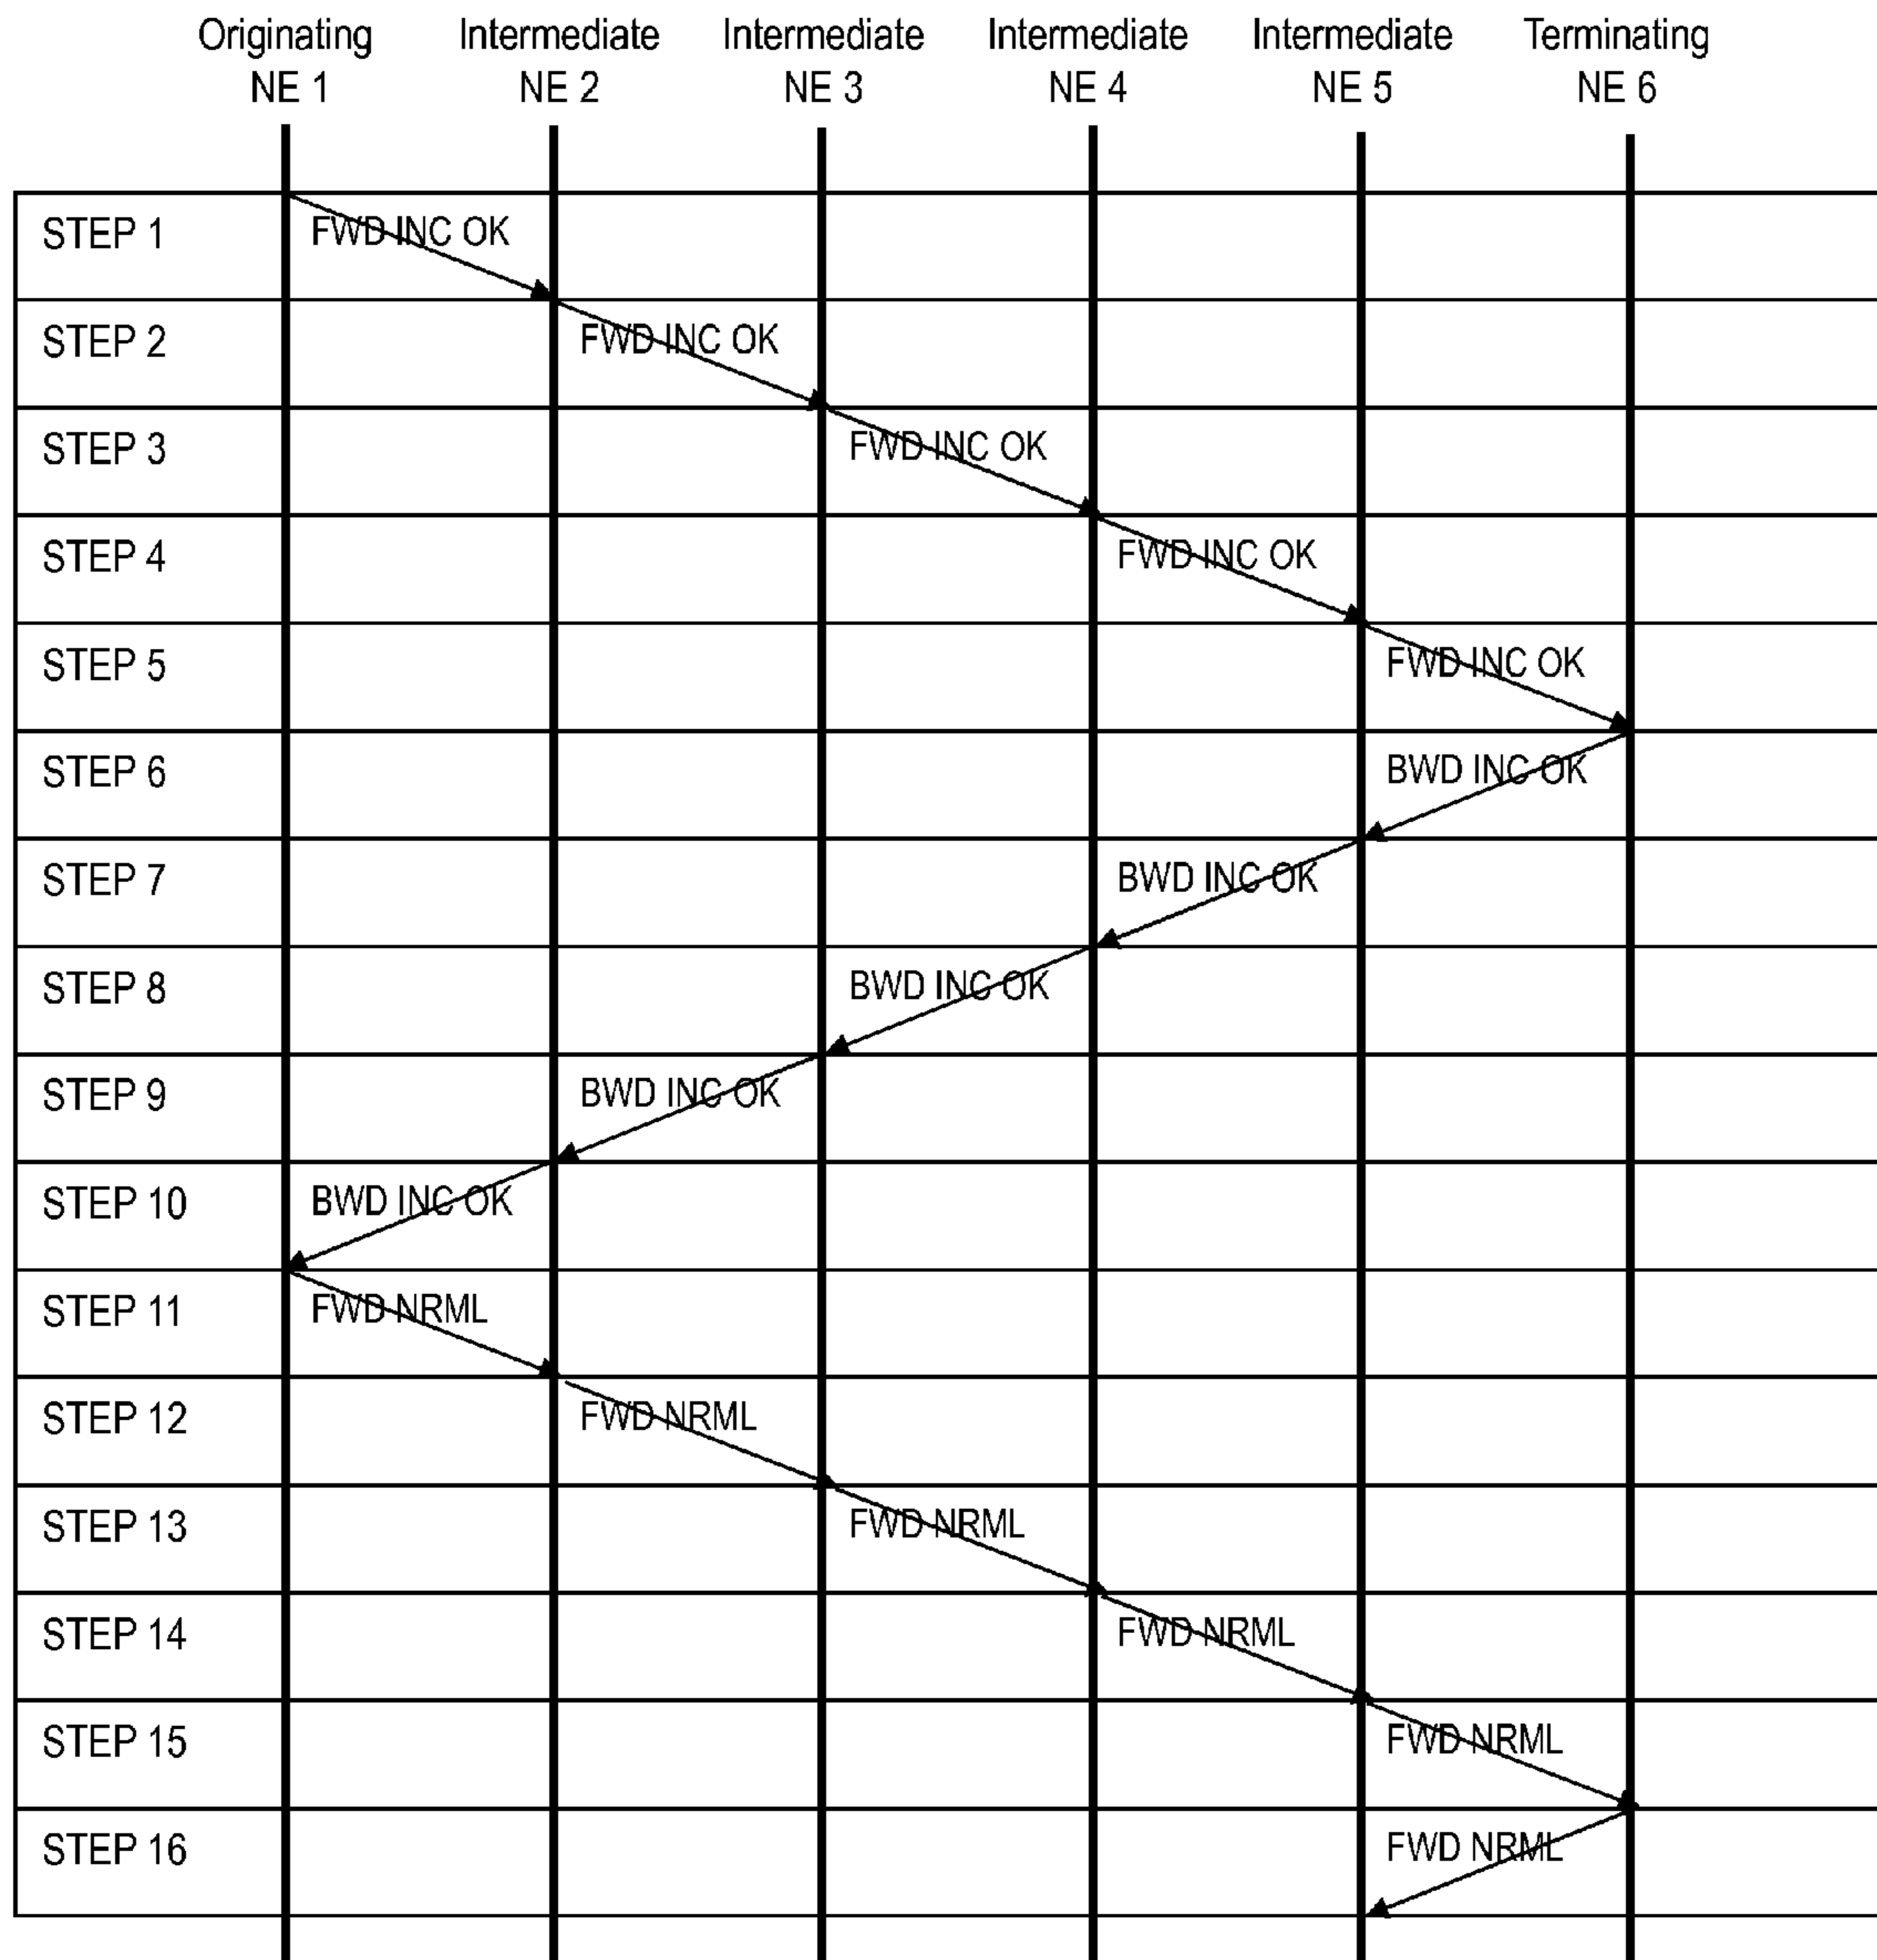 Originating Intermediate Intermediate Intermediate Intermediate Terminating
NE 1 NE 2 NE 3 NE 4 NE 5 NE 6
STEP 1 FWD INC OK
STEP 2 FWD INC OK
STEP 3 FWD INC OK
STEP 4 FWD INC OK
STEP 5 FWD INC OK
STEP 6 BWD INC OK
STEP 7 BWD INC OK
STEP 8 BWD INC OK
STEP 9 BWD INC OK
STEP 10 BWD INC OK
STEP 11 FWD NRML
STEP 12 FWD NRML
STEP 13 FWD NRML
STEP 14 FWD NRML
STEP 15 FWD NRML
STEP 16 FWD NRML